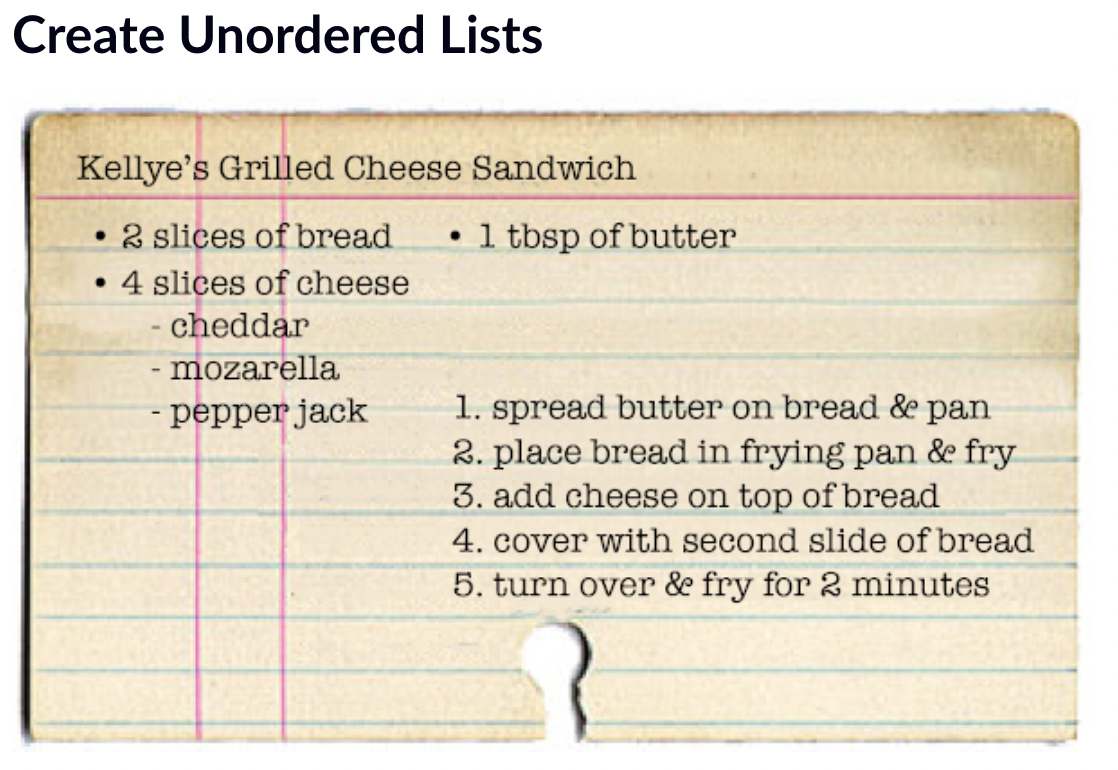 Create Unordered Lists
Kellye’s Grilled Cheese Sandwich
• 2 slices of bread
• 4 slices of cheese
- cheddar
- mozarella
- pepper jack
• 1 tbsp of butter
1. spread butter on bread & pan
2. place bread in frying pan & fry
3. add cheese on top of bread
4. cover with second slide of bread
5. turn over & fry for 2 minutes